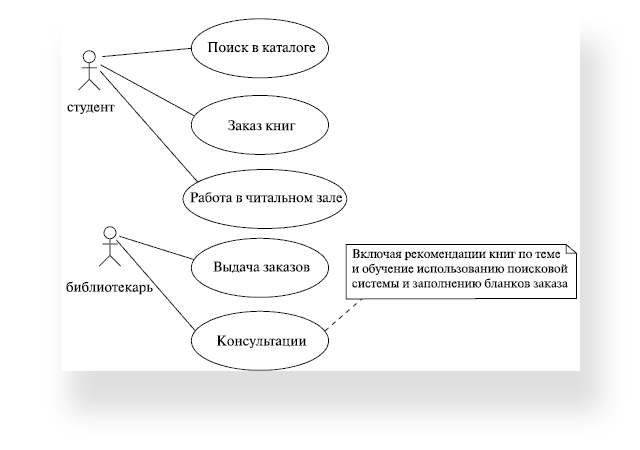 Поиск в каталоге
студент
Заказ книг
Работа в читальном зале
библиотекарь
Выдача заказов
Включая рекомендации книг по теме
и обучение использованию поисковой
системы и заполнению бланков заказа
Консультации